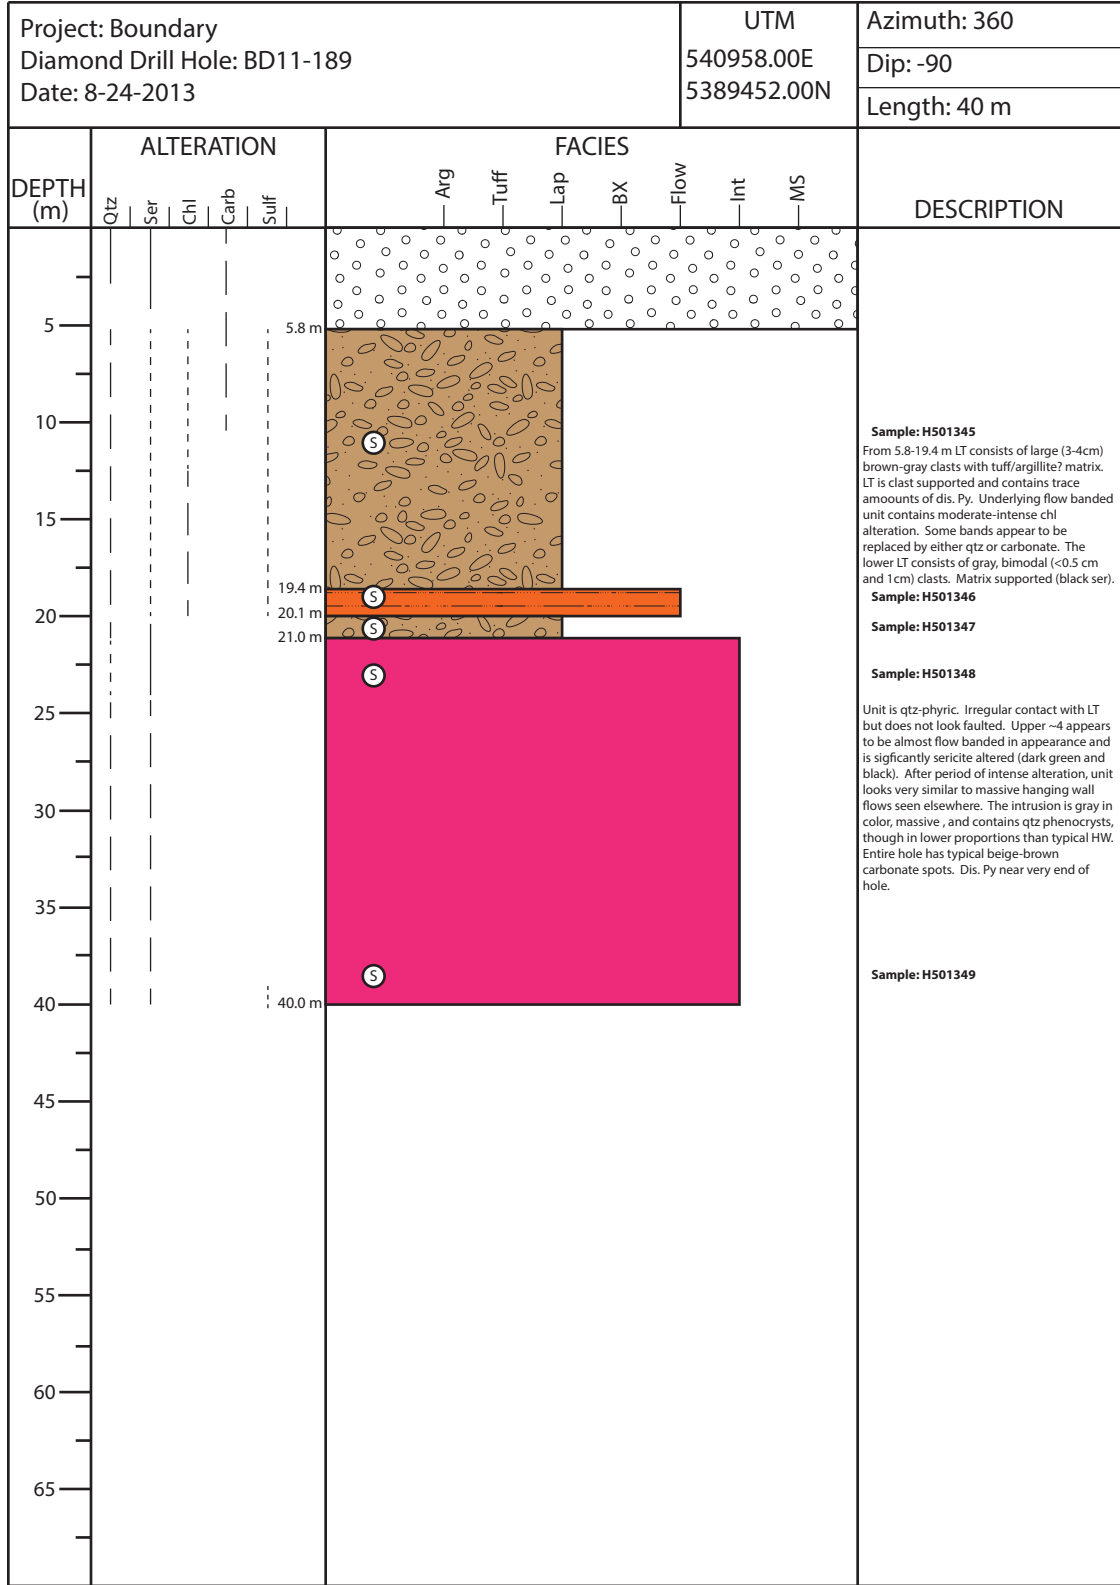 Project: Boundary
Diamond Drill Hole: BD11-189
Date: 8-24-2013
UTM
540958.00E
5389452.00N
Azimuth: 360
Dip: -90
Length: 40 m
DEPTH
(m)
ALTERATION
Qtz
Ser
Chl
Carb
Sulf
FACIES
Arg
Tuff
Lap
BX
Flow
Int
MS
DESCRIPTION
5
10
15
20
25
30
35
40
45
50
55
60
65
5.8 m
19.4 m
20.1 m
21.0 m
40.0 m
S
S
S
S
S
Sample: H501345
From 5.8-19.4 m LT consists of large (3-4cm)
brown-gray clasts with tuff/argillite? matrix.
LT is clast supported and contains trace
amoounts of dis. Py. Underlying flow banded
unit contains moderate-intense chl
alteration. Some bands appear to be
replaced by either qtz or carbonate. The
lower LT consists of gray, bimodal (<0.5 cm
and 1cm) clasts. Matrix supported (black ser).
Sample: H501346
Sample: H501347
Sample: H501348
Unit is qtz-phyric. Irregular contact with LT
but does not look faulted. Upper ~4 appears
to be almost flow banded in appearance and
is sigficantly sericite altered (dark green and
black). After period of intense alteration, unit
looks very similar to massive hanging wall
flows seen elsewhere. The intrusion is gray in
color, massive , and contains qtz phenocrysts,
though in lower proportions than typical HW.
Entire hole has typical beige-brown
carbonate spots. Dis. Py near very end of
hole.
Sample: H501349